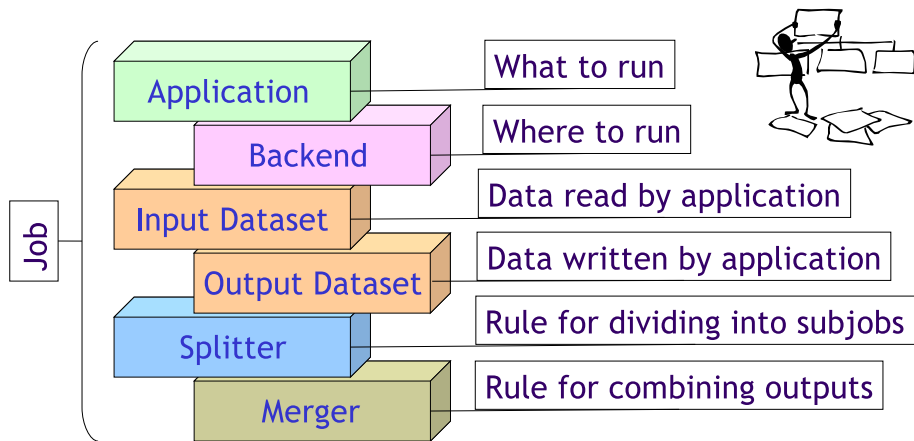 Job
Application
What to run
Backend
Where to run
Input Dataset
Data read by application
Output Dataset
Data written by application
Splitter
Rule for dividing into subjobs
Merger
Rule for combining outputs